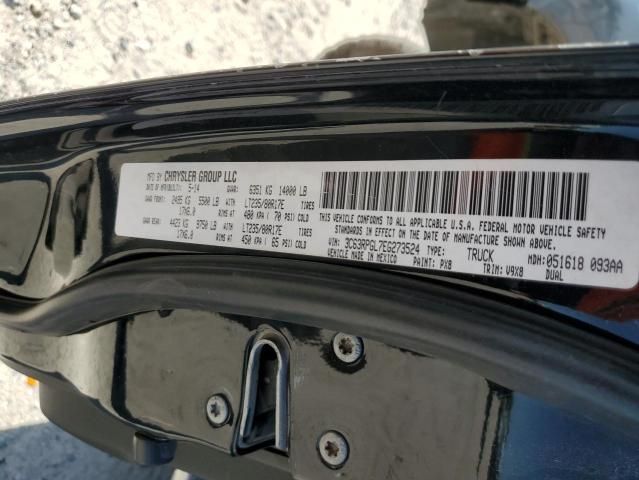 MFG BY CHRYSLER GROUP LLC
DATE OF MFR/BUILT: 5-14 GVWR: 6351 KG 14000 LB
GAWR FRONT: 2495 KG 5500 LB WITH LT235/80R17E TIRES
17X6.0 RIMS AT 480 KPA / 70 PSI COLD
GAWR REAR: 4423 KG 9750 LB WITH LT235/80R17E TIRES
17X6.0 RIMS AT 450 KPA / 65 PSI COLD
THIS VEHICLE CONFORMS TO ALL APPLICABLE U.S.A. FEDERAL MOTOR VEHICLE SAFETY
STANDARDS IN EFFECT ON THE DATE OF MANUFACTURE SHOWN ABOVE.
VIN: 3C63RPGL7EG273524 TYPE: TRUCK MDH: 051618 093AA
VEHICLE MADE IN MEXICO PAINT: PX8 TRIM: V9X8 DUAL